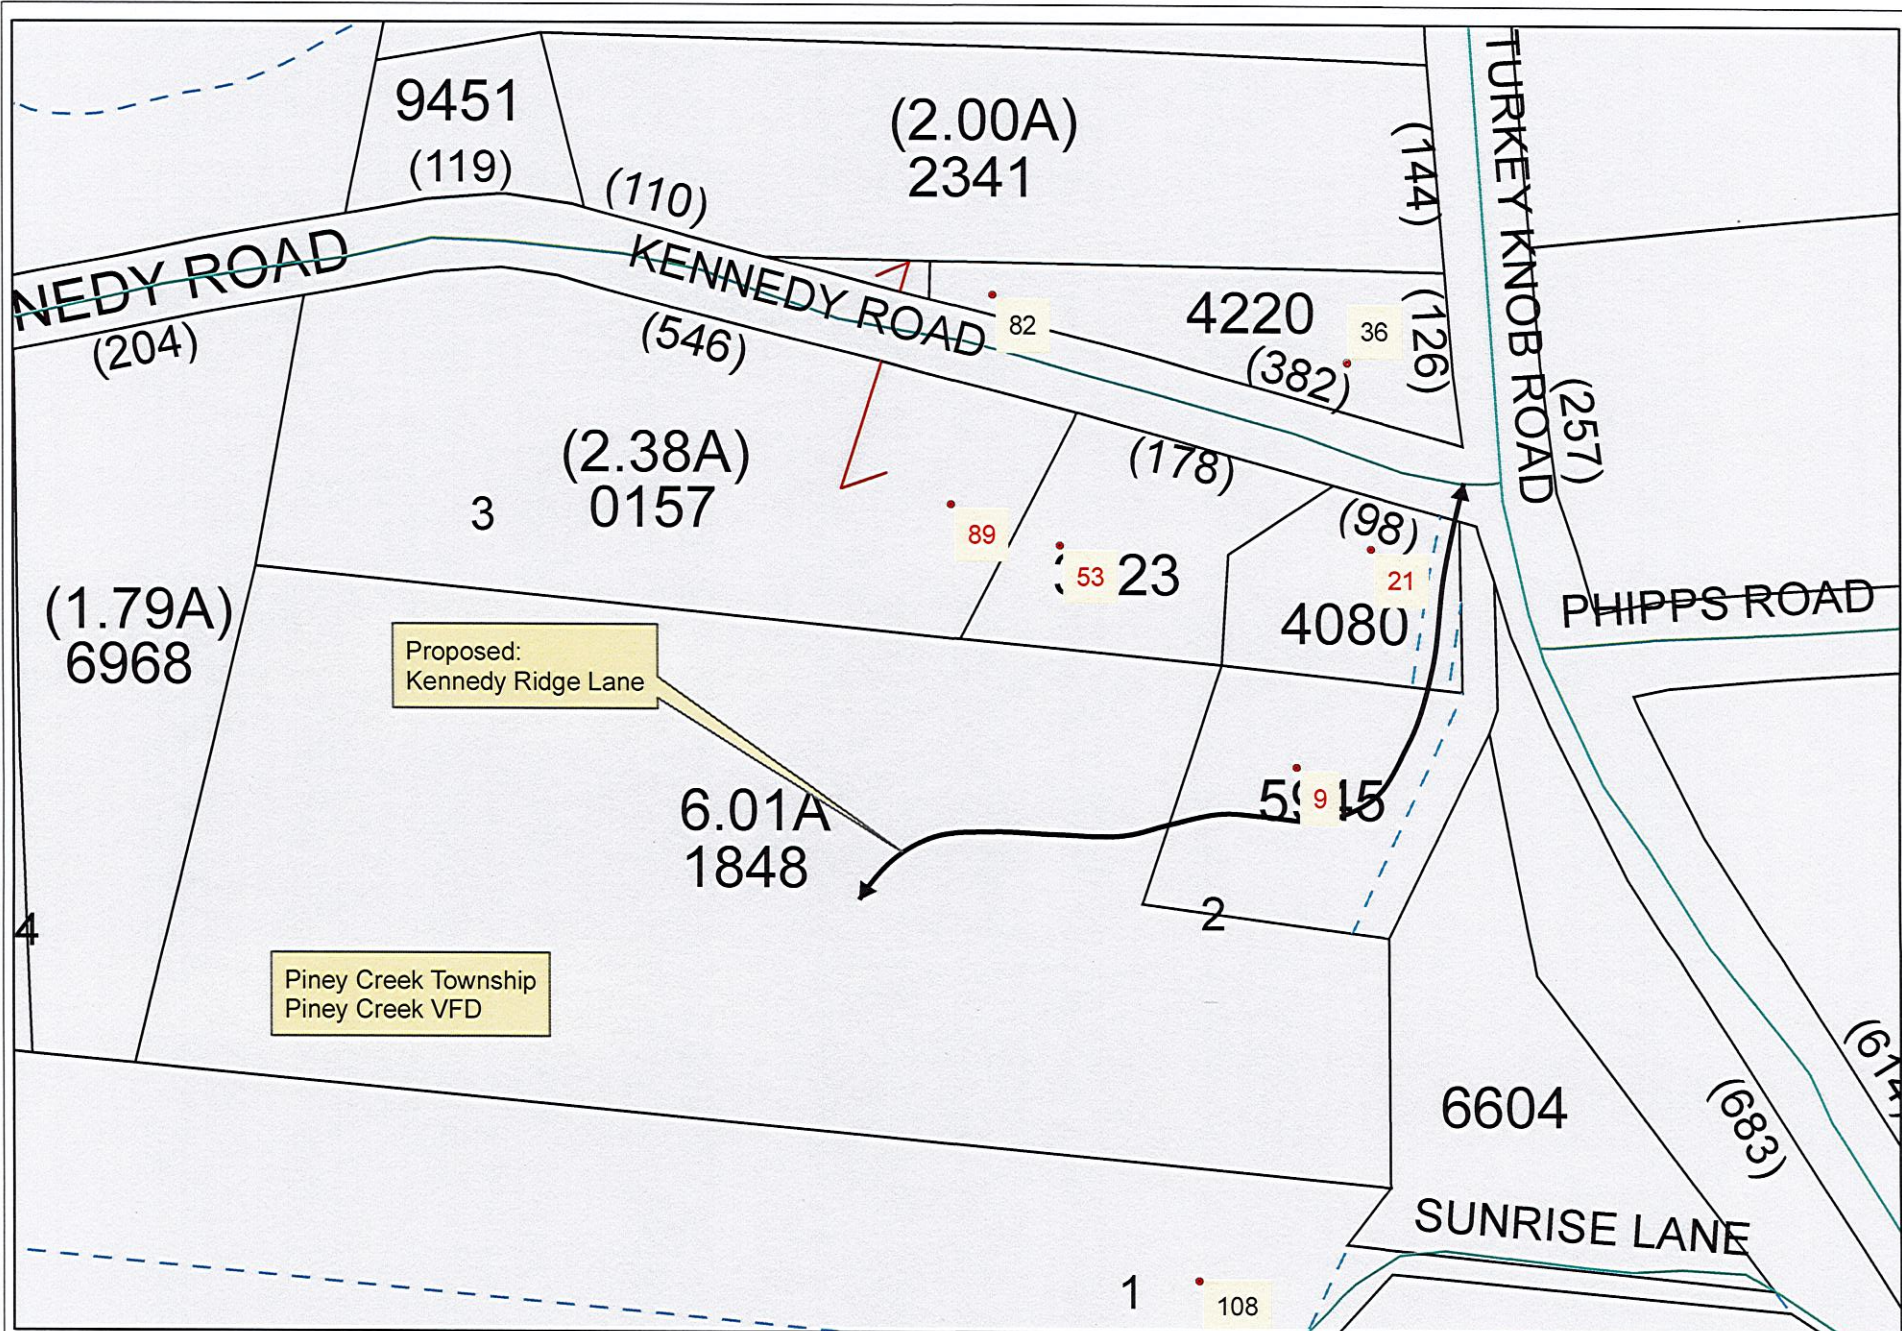 9451
(119)
(110)
(2.00A)
2341
(144)
TURKEY KNOB ROAD
NEDY ROAD
(204)
KENNEDY ROAD
(546)
82
4220
36
(126)
(382)
(257)
(2.38A)
0157
3
89
(178)
53
23
(98)
21
4080
PHIPPS ROAD
(1.79A)
6968
Proposed:
Kennedy Ridge Lane
6.01A
1848
9
2
4
Piney Creek Township
Piney Creek VFD
6604
(614
(683)
SUNRISE LANE
1
108